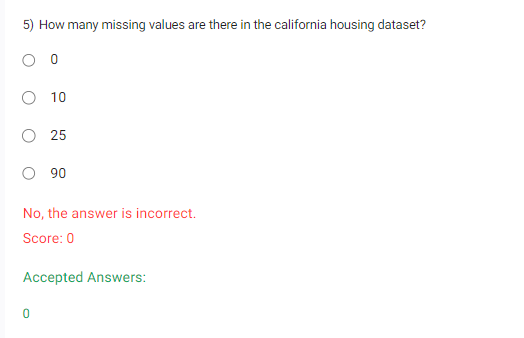 5) How many missing values are there in the california housing dataset?
0
10
25
90
No, the answer is incorrect.
Score: 0
Accepted Answers:
0